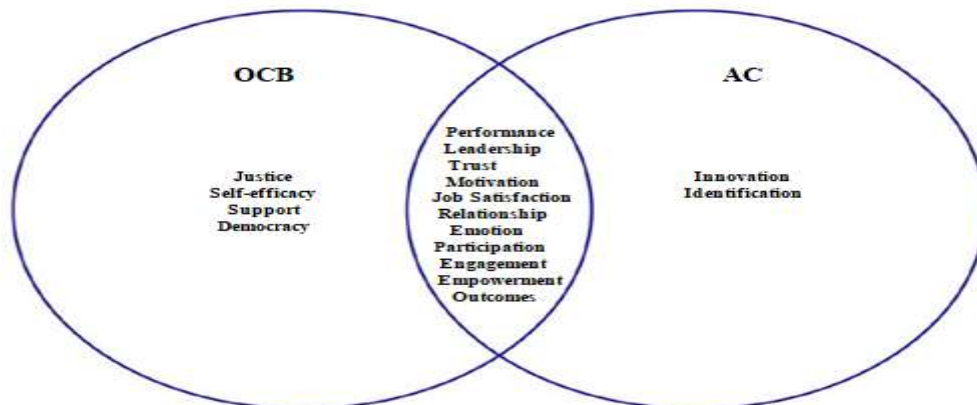 OCB
AC
Justice
Self-efficacy
Support
Democracy
Performance
Leadership
Trust
Motivation
Job Satisfaction
Relationship
Emotion
Participation
Engagement
Empowerment
Outcomes
Innovation
Identification